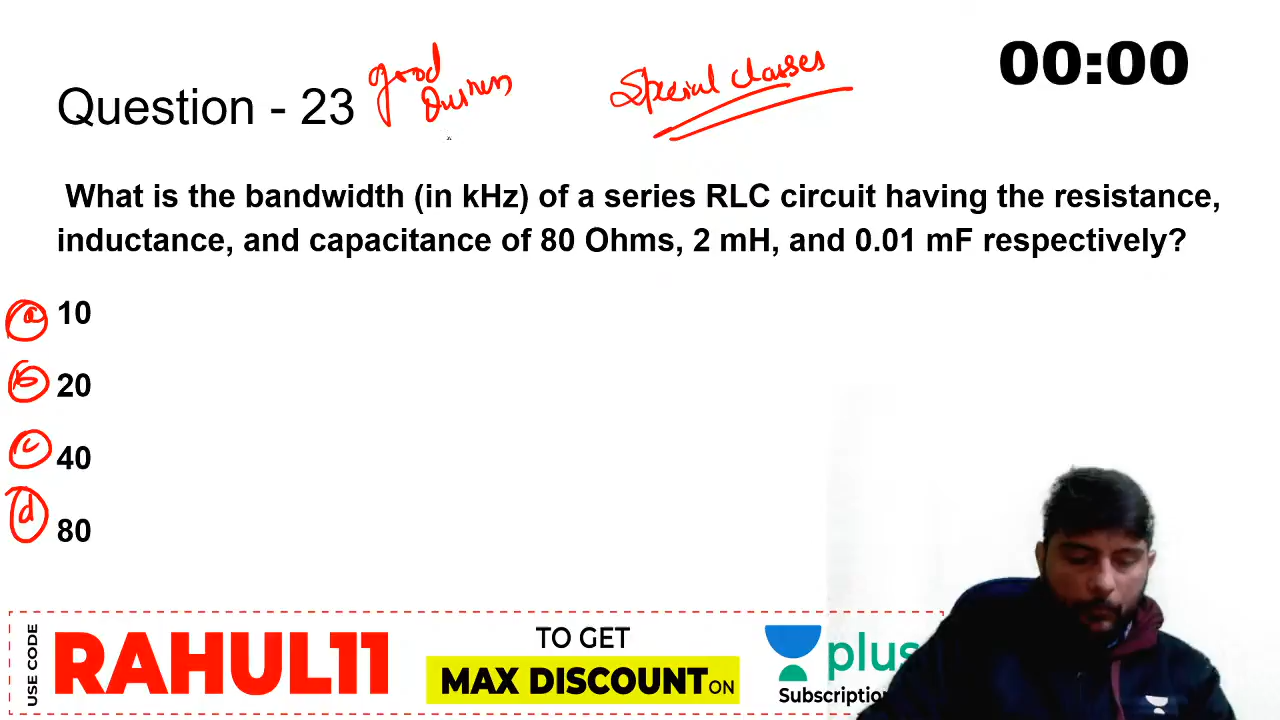 00:00
good
Question - 23
Special classes
What is the bandwidth (in kHz) of a series RLC circuit having the resistance,
inductance, and capacitance of 80 Ohms, 2 mH, and 0.01 mF respectively?
a 10
b 20
c 40
d 80
USE CODE
RAHUL11
TO GET
MAX DISCOUNT ON
plus
Subscription